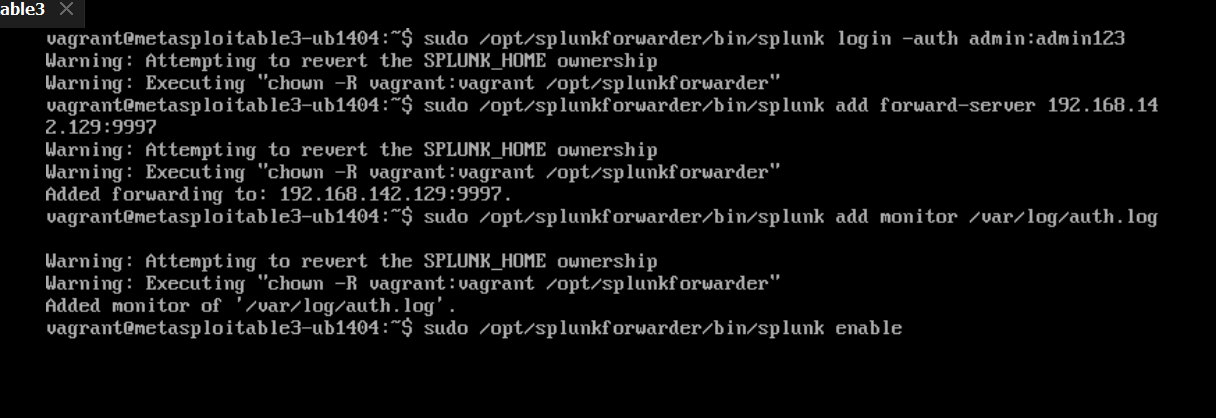 able3
vagrant@metasploitable3-ub1404:~$ sudo /opt/splunkforwarder/bin/splunk login -auth admin:admin123
Warning: Attempting to revert the SPLUNK_HOME ownership
Warning: Executing "chown -R vagrant:vagrant /opt/splunkforwarder"
vagrant@metasploitable3-ub1404:~$ sudo /opt/splunkforwarder/bin/splunk add forward-server 192.168.14
2.129:9997
Warning: Attempting to revert the SPLUNK_HOME ownership
Warning: Executing "chown -R vagrant:vagrant /opt/splunkforwarder"
Added forwarding to: 192.168.142.129:9997.
vagrant@metasploitable3-ub1404:~$ sudo /opt/splunkforwarder/bin/splunk add monitor /var/log/auth.log
Warning: Attempting to revert the SPLUNK_HOME ownership
Warning: Executing "chown -R vagrant:vagrant /opt/splunkforwarder"
Added monitor of '/var/log/auth.log'.
vagrant@metasploitable3-ub1404:~$ sudo /opt/splunkforwarder/bin/splunk enable